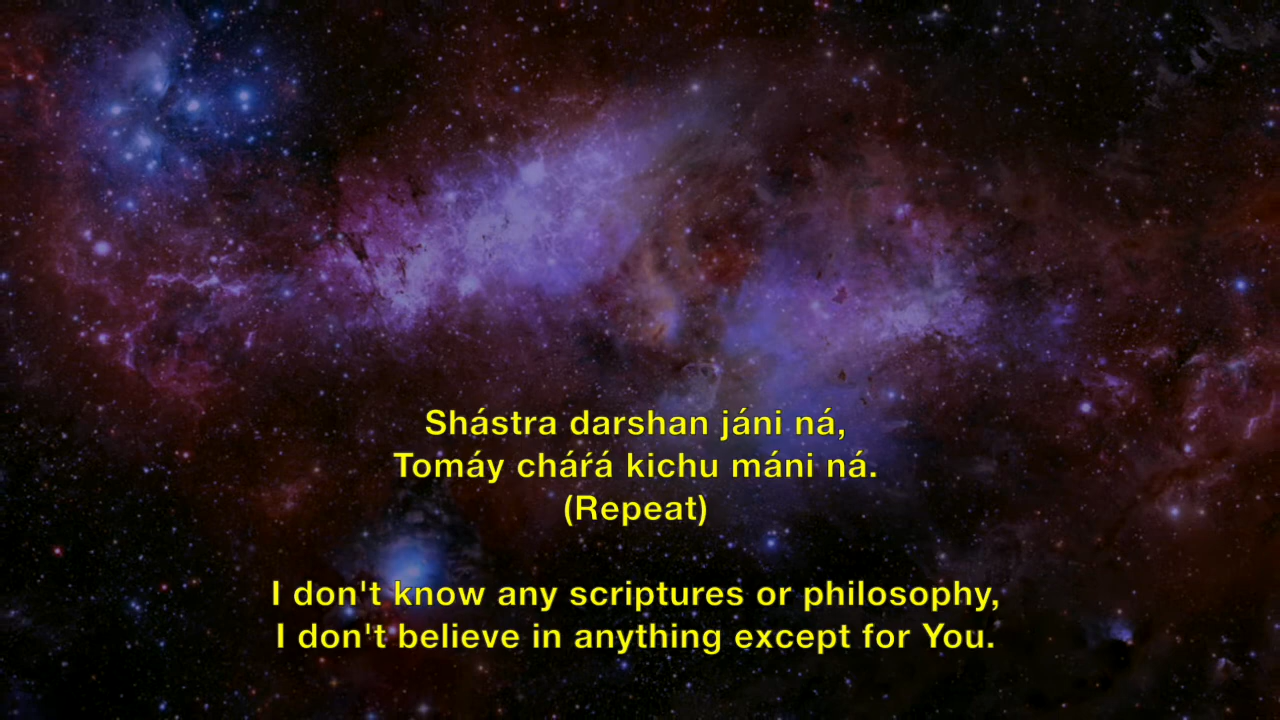 Shástra darshan jáni ná,
Tomáy cháŕá kichu máni ná.
(Repeat)
I don't know any scriptures or philosophy,
I don't believe in anything except for You.